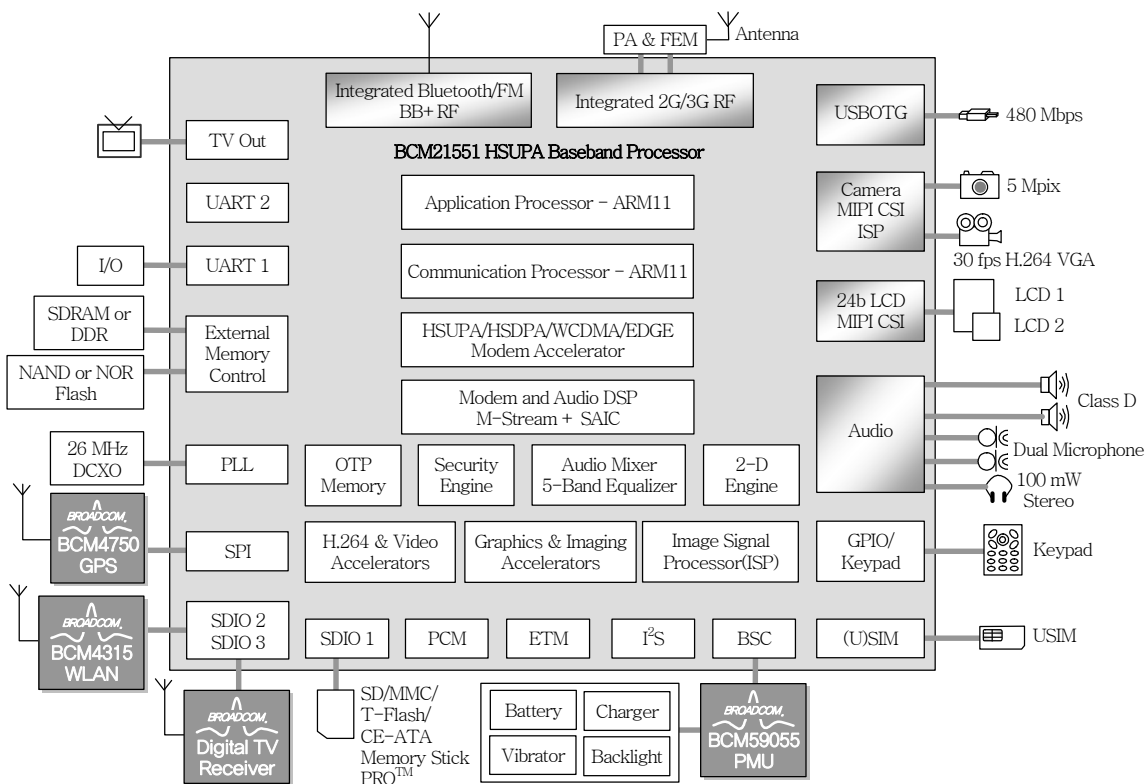 PA & FEM
Antenna
Integrated Bluetooth/FM
BB+ RF
Integrated 2G/3G RF
USBOTG
480 Mbps
TV Out
BCM21551 HSUPA Baseband Processor
UART 2
Application Processor - ARM11
Camera
MIPI CSI
ISP
5 Mpix
30 fps H.264 VGA
I/O
UART 1
Communication Processor - ARM11
24b LCD
MIPI CSI
LCD 1
LCD 2
SDRAM or
DDR
NAND or NOR
Flash
External
Memory
Control
HSUPA/HSDPA/WCDMA/EDGE
Modem Accelerator
Modem and Audio DSP
M-Stream + SAIC
Audio
Class D
Dual Microphone
100 mW
Stereo
26 MHz
DCXO
PLL
OTP
Memory
Security
Engine
Audio Mixer
5-Band Equalizer
2-D
Engine
BROADCOM.
BCM4750
GPS
SPI
H.264 & Video
Accelerators
Graphics & Imaging
Accelerators
Image Signal
Processor(ISP)
GPIO/
Keypad
Keypad
BROADCOM.
BCM4315
WLAN
SDIO 2
SDIO 3
SDIO 1
PCM
ETM
I²S
BSC
(U)SIM
USIM
BROADCOM.
Digital TV
Receiver
SD/MMC/
T-Flash/
CE-ATA
Memory Stick
PRO™
Battery
Charger
Vibrator
Backlight
BROADCOM.
BCM59055
PMU